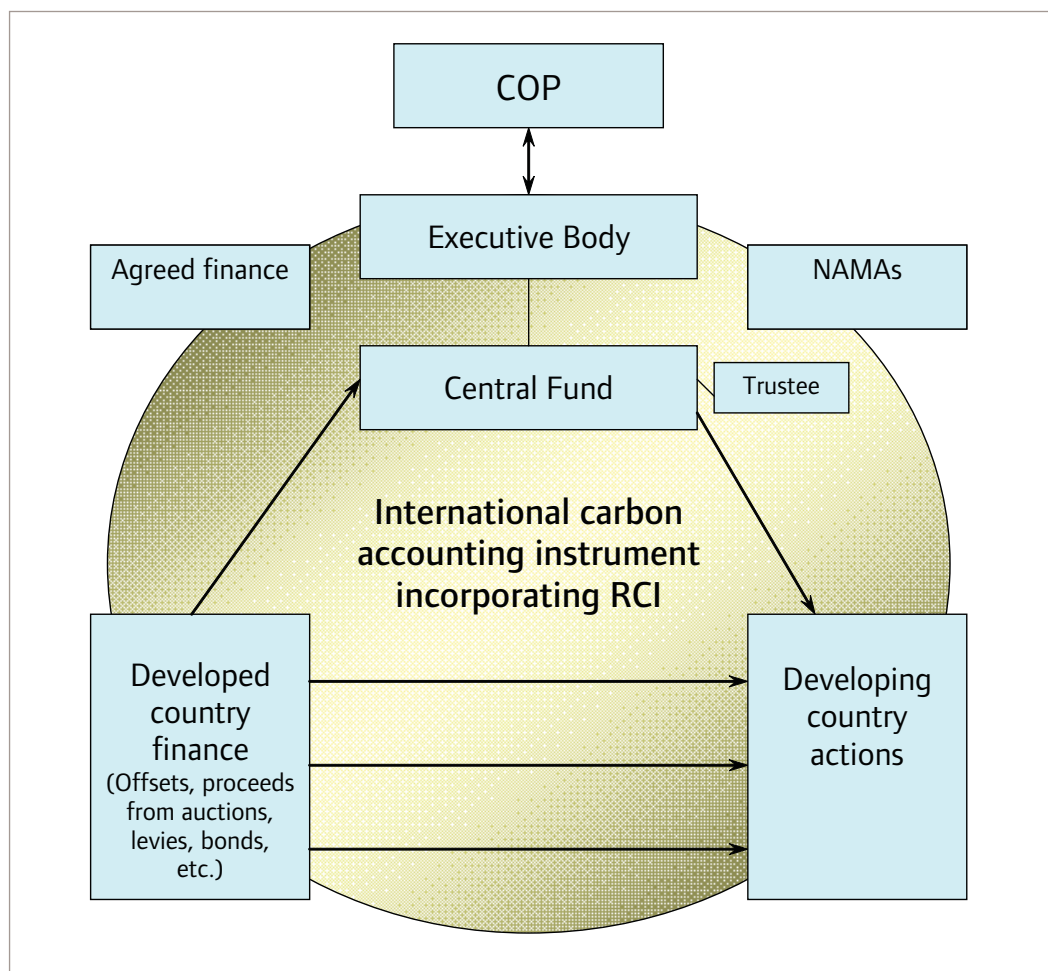 COP
Executive Body
Agreed finance
NAMAs
Central Fund
Trustee
International carbon
accounting instrument
incorporating RCI
Developed
country
finance
(Offsets, proceeds
from auctions,
levies, bonds,
etc.)
Developing
country
actions